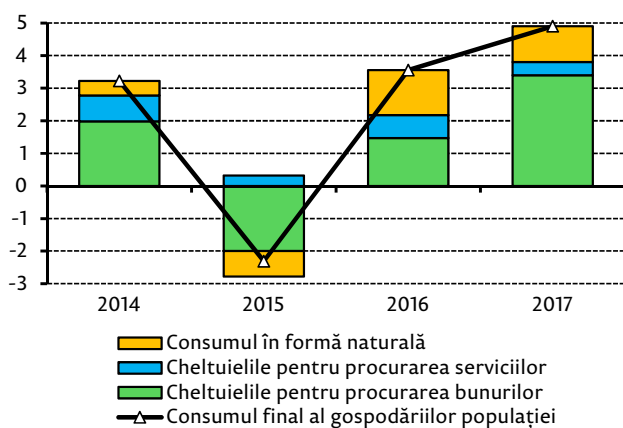 5
4
3
2
1
0
-1
-2
-3
2014 2015 2016 2017
Consumul în formă naturală
Cheltuielile pentru procurarea serviciilor
Cheltuielile pentru procurarea bunurilor
Consumul final al gospodăriilor populației